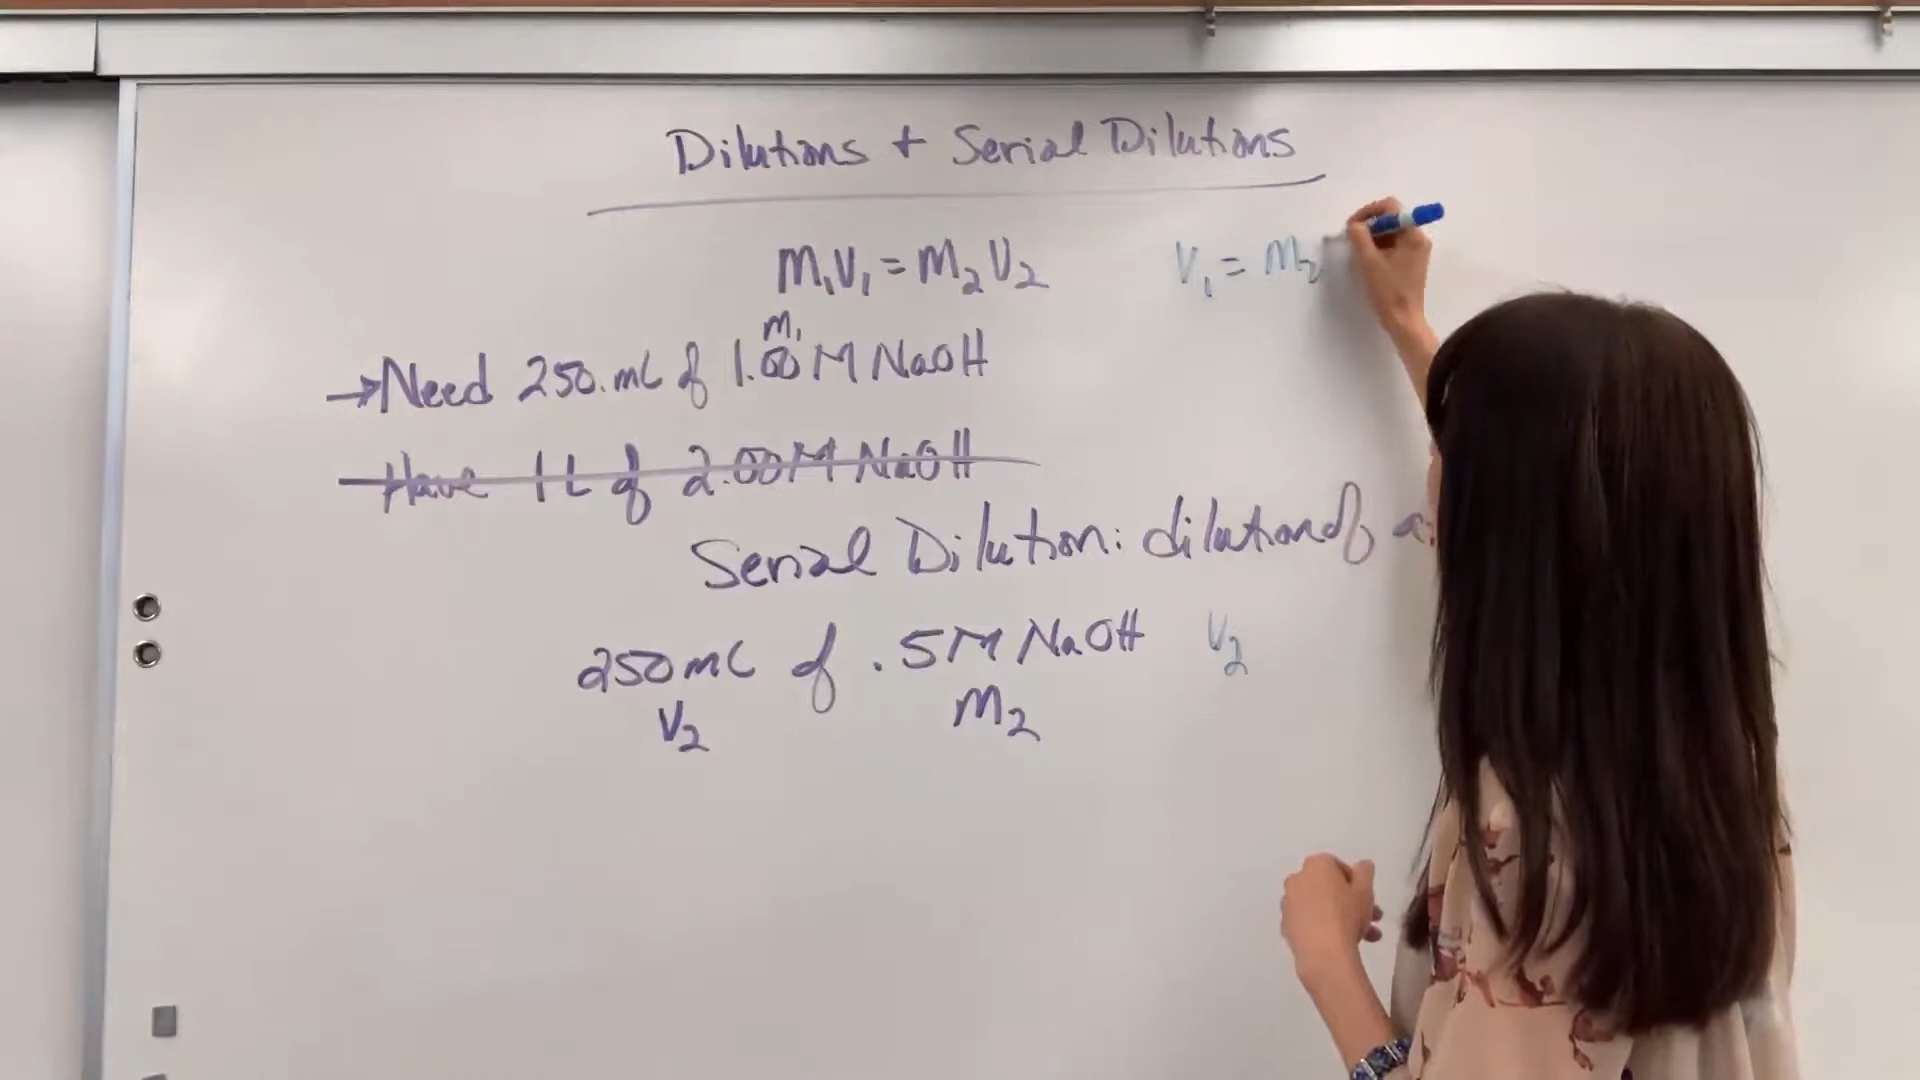 Dilutions + Serial Dilutions
M₁V₁ = M₂V₂
V₁ = M₂
M₁
→Need 250. mL of 1.00 M NaOH
Have 1 L of 2.00 M NaOH
Serial Dilution: dilution of a
250 mL of .5 M NaOH V₂
V₂ M₂